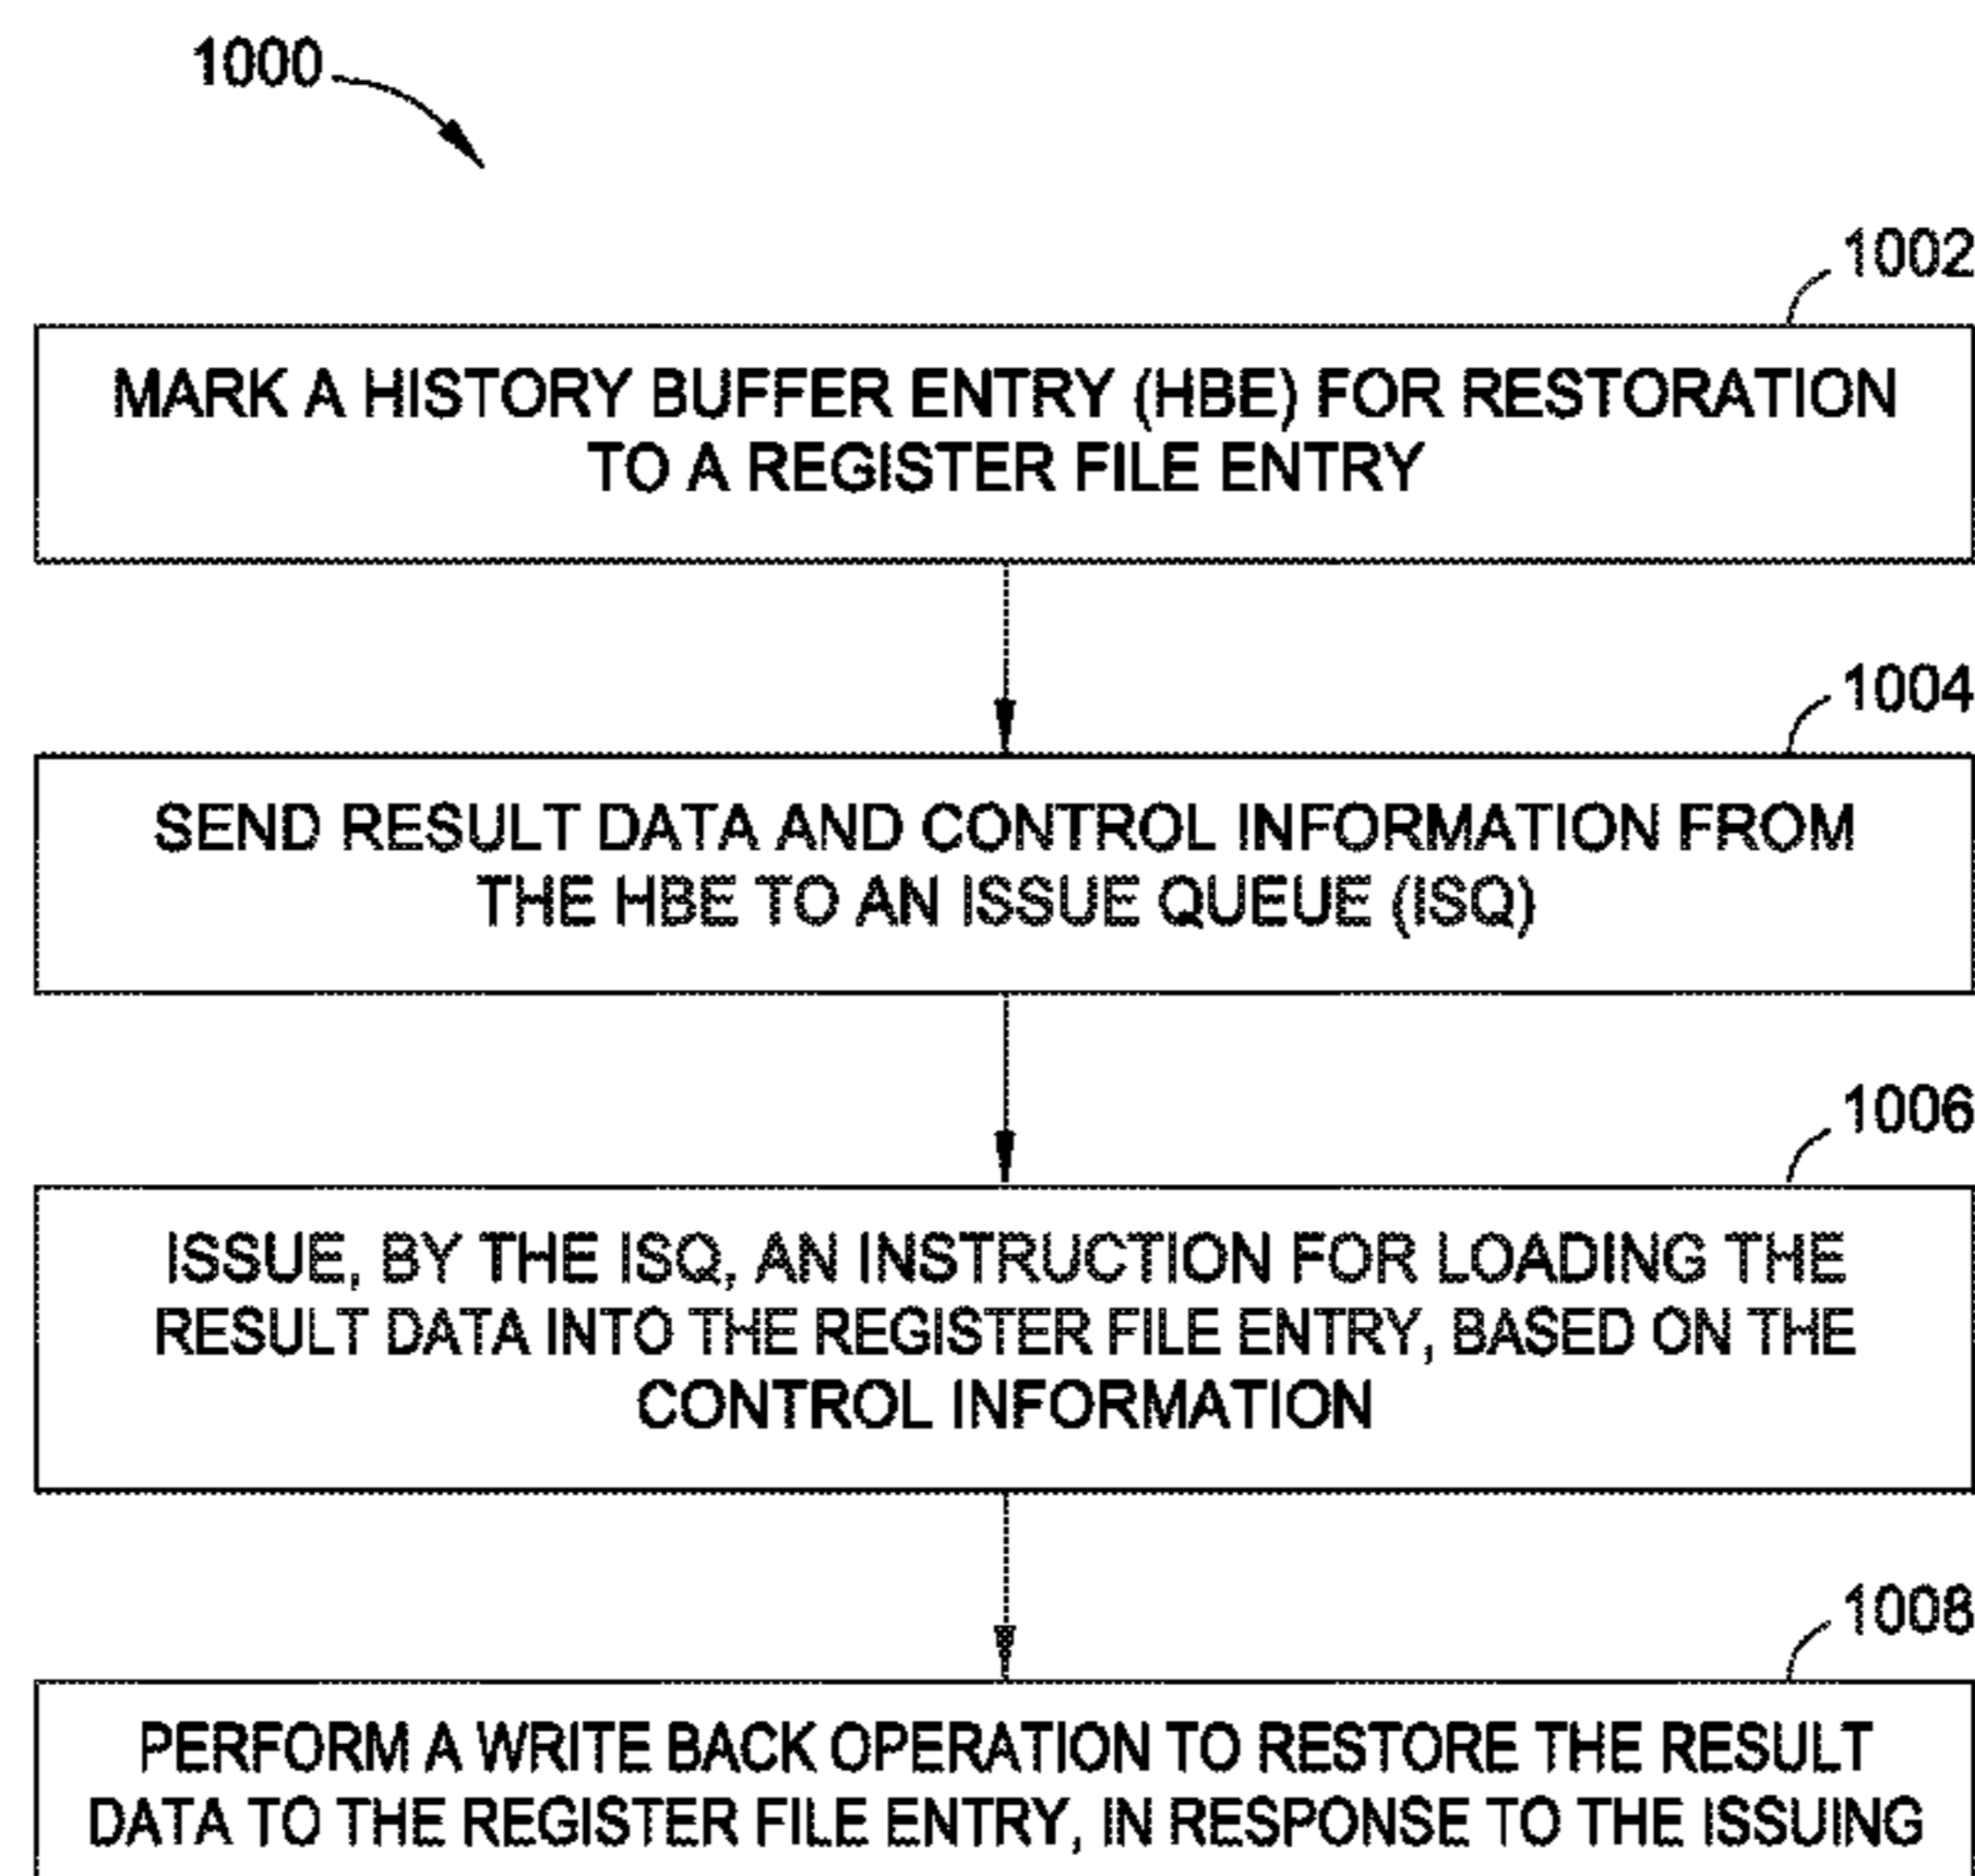 1000
1002
MARK A HISTORY BUFFER ENTRY (HBE) FOR RESTORATION
TO A REGISTER FILE ENTRY
1004
SEND RESULT DATA AND CONTROL INFORMATION FROM
THE HBE TO AN ISSUE QUEUE (ISQ)
1006
ISSUE, BY THE ISQ, AN INSTRUCTION FOR LOADING THE
RESULT DATA INTO THE REGISTER FILE ENTRY, BASED ON THE
CONTROL INFORMATION
1008
PERFORM A WRITE BACK OPERATION TO RESTORE THE RESULT
DATA TO THE REGISTER FILE ENTRY, IN RESPONSE TO THE ISSUING